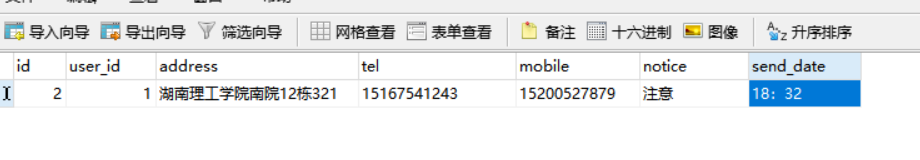 导入向导 导出向导 筛选向导 网格查看 表单查看 备注 十六进制 图像 升序排序
id user_id address tel mobile notice send_date
2 1 湖南理工学院南院12栋321 15167541243 15200527879 注意 18：32